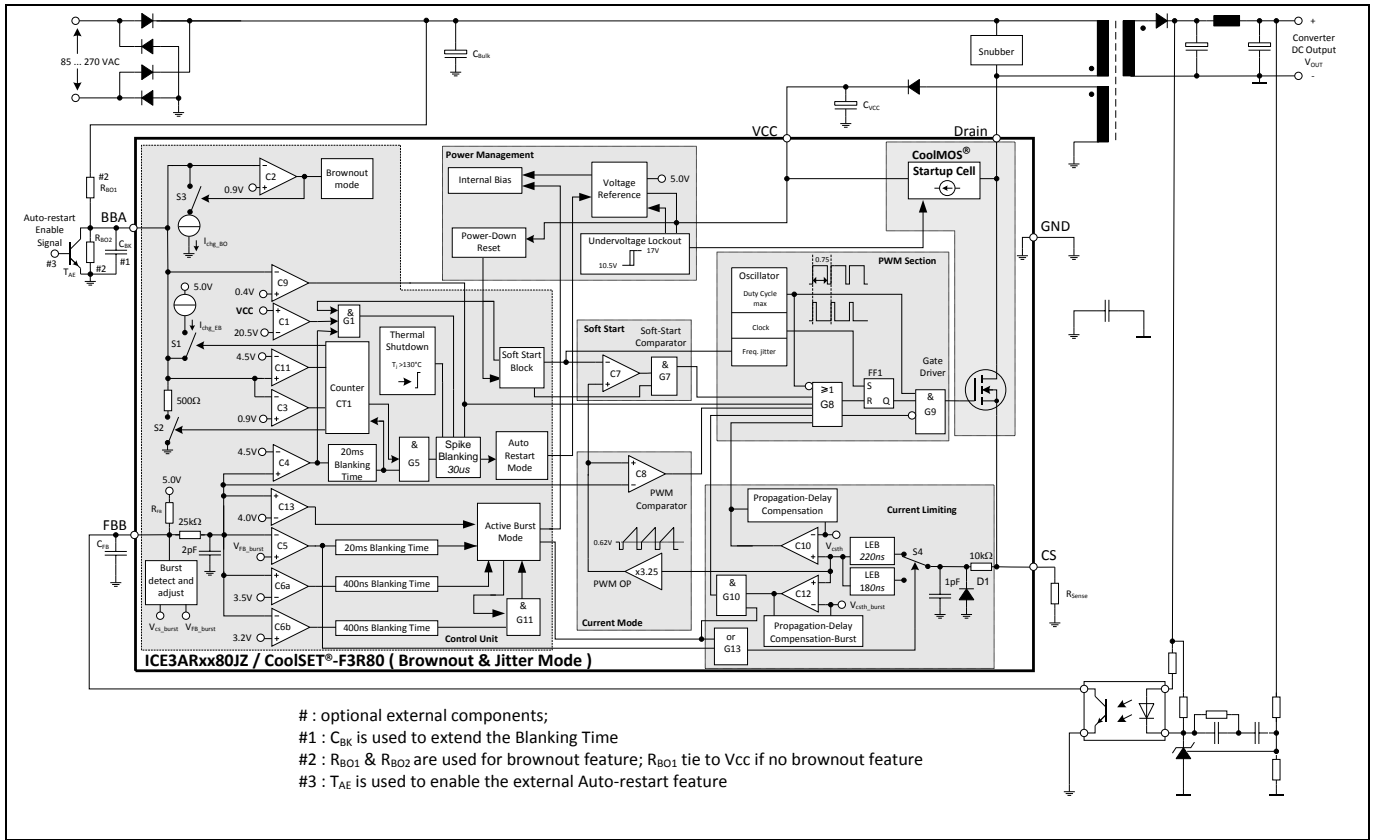 85 ... 270 VAC
C_Bulk
Snubber
+
Converter
DC Output
V_OUT
-
C_VCC
VCC
Drain
#2
R_BO1
Auto-restart
Enable
Signal
#3
T_AE
BBA
R_BO2
#2
C_BK
#1
S3
0.9V
C2
Brownout
mode
I_chg_BO
5.0V
I_chg_EB
S1
0.4V
C9
VCC
C1
20.5V
&
G1
4.5V
C11
500Ω
C3
S2
0.9V
Counter
CT1
Thermal
Shutdown
Tj >130°C
4.5V
C4
20ms
Blanking
Time
&
G5
Spike
Blanking
30us
Auto
Restart
Mode
5.0V
R_FB
25kΩ
2pF
FBB
C_FB
C13
4.0V
V_FB_burst
C5
20ms Blanking Time
Active Burst
Mode
Burst
detect and
adjust
V_cs_burst
V_FB_burst
C6a
3.5V
400ns Blanking Time
C6b
3.2V
400ns Blanking Time
&
G11
Control Unit
Power Management
Internal Bias
Voltage
Reference
5.0V
Power-Down
Reset
Undervoltage Lockout
17V
10.5V
CoolMOS®
Startup Cell
GND
Soft Start
Soft-Start
Comparator
Soft Start
Block
C7
&
G7
PWM Section
Oscillator
Duty Cycle
max
Clock
Freq. jitter
0.75
≥1
G8
FF1
S
R
Q
Gate
Driver
&
G9
C8
PWM
Comparator
0.62V
x3.25
PWM OP
Current Mode
Propagation-Delay
Compensation
Current Limiting
C10
V_csth
LEB
220ns
LEB
180ns
S4
10kΩ
1pF
D1
CS
R_Sense
&
G10
C12
V_csth_burst
Propagation-Delay
Compensation-Burst
or
G13
ICE3ARxx80JZ / CoolSET®-F3R80 ( Brownout & Jitter Mode )
# : optional external components;
#1 : C_BK is used to extend the Blanking Time
#2 : R_BO1 & R_BO2 are used for brownout feature; R_BO1 tie to Vcc if no brownout feature
#3 : T_AE is used to enable the external Auto-restart feature